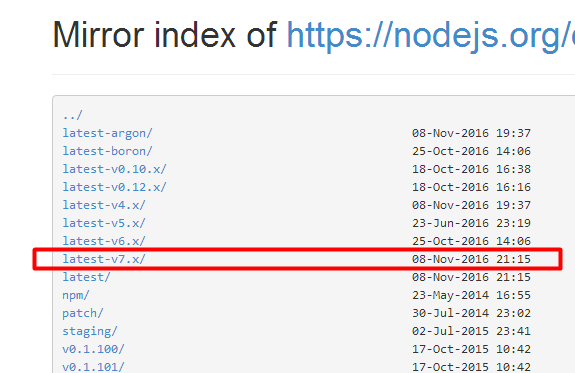 Mirror index of https://nodejs.org/
../
latest-argon/ 08-Nov-2016 19:37
latest-boron/ 25-Oct-2016 14:06
latest-v0.10.x/ 18-Oct-2016 16:38
latest-v0.12.x/ 18-Oct-2016 16:16
latest-v4.x/ 08-Nov-2016 19:37
latest-v5.x/ 23-Jun-2016 23:19
latest-v6.x/ 25-Oct-2016 14:06
latest-v7.x/ 08-Nov-2016 21:15
latest/ 08-Nov-2016 21:15
npm/ 23-May-2014 16:55
patch/ 30-Jul-2014 23:02
staging/ 02-Jul-2015 23:41
v0.1.100/ 17-Oct-2015 10:42
v0.1.101/ 17-Oct-2015 10:42